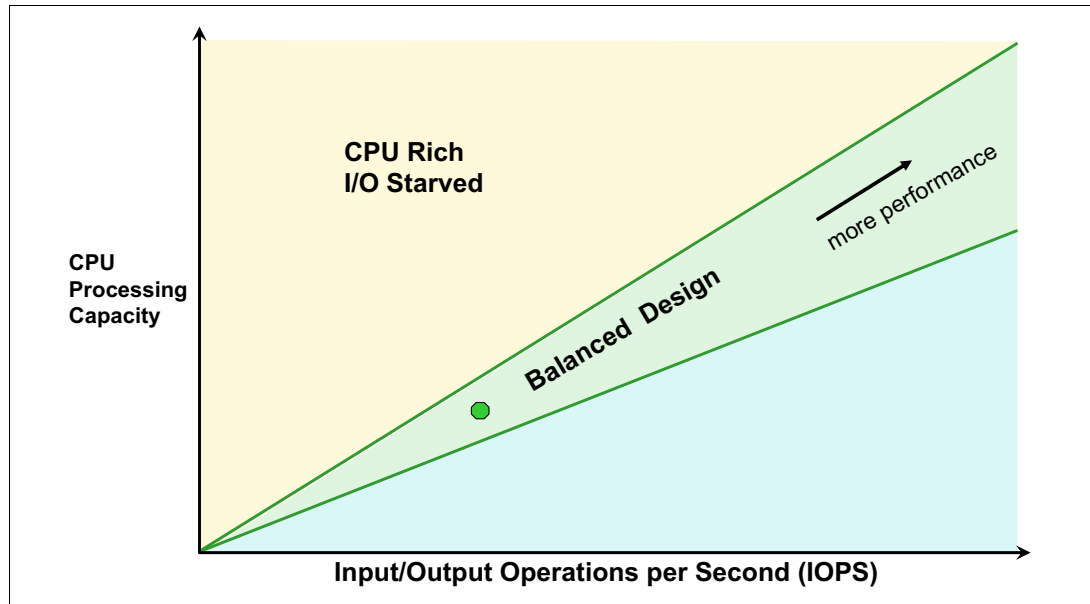 CPU Rich
I/O Starved
more performance
CPU
Processing
Capacity
Balanced Design
Input/Output Operations per Second (IOPS)